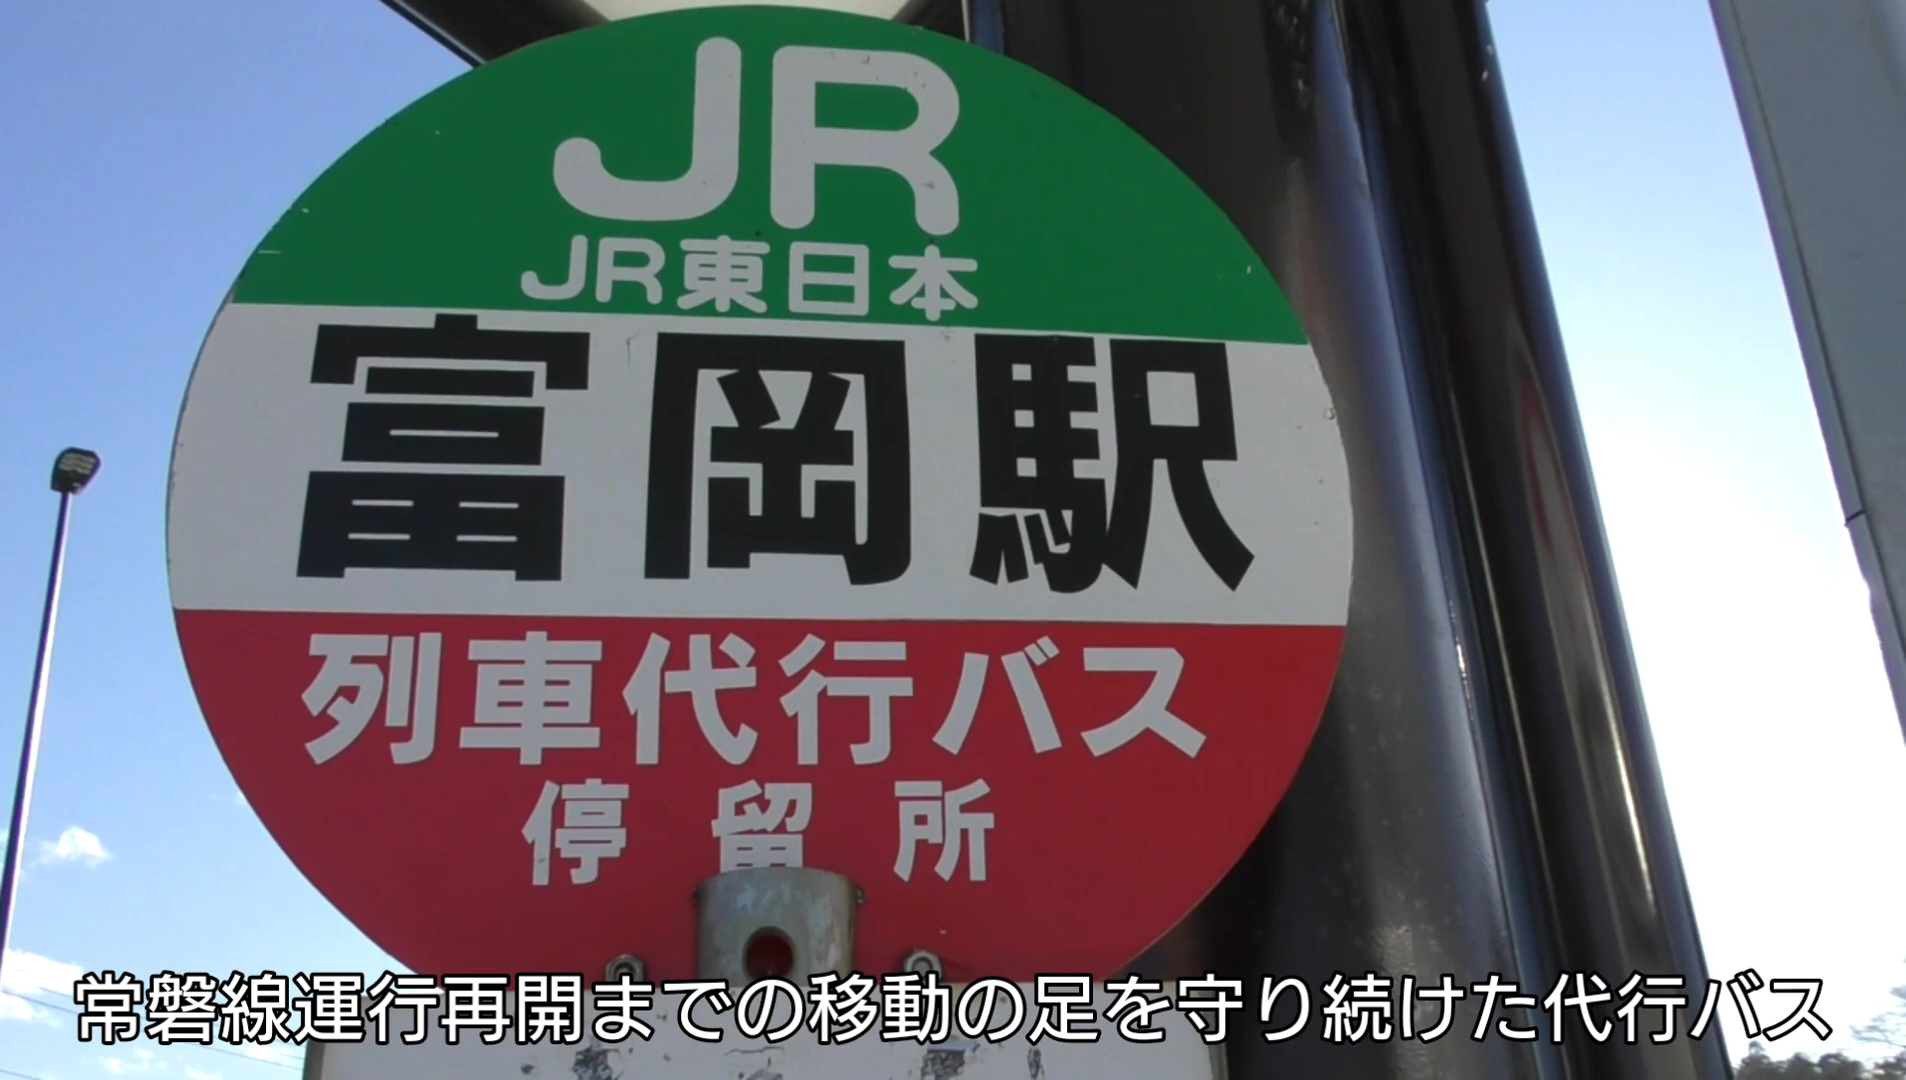 JR
JR東日本
富岡駅
列車代行バス
停留所
常磐線運行再開までの移動の足を守り続けた代行バス